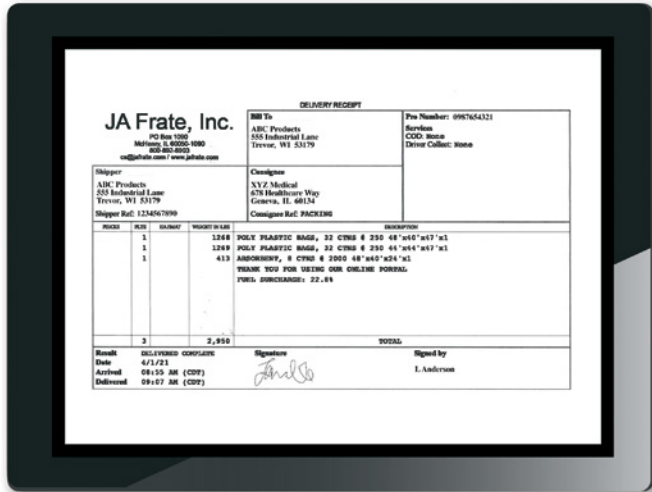 DELIVERY RECEIPT
JA Frate, Inc.
PO Box 1090
McHenry, IL 60050-1090
800-892-8903
cs@jafrate.com / www.jafrate.com
Bill To
ABC Products
555 Industrial Lane
Trevor, WI 53179
Pro Number: 0987654321
Services
COD: None
Driver Collect: None
Shipper
ABC Products
555 Industrial Lane
Trevor, WI 53179
Shipper Ref: 1234567890
Consignee
XYZ Medical
678 Healthcare Way
Geneva, IL 60134
Consignee Ref: PACKING
PIECES PLTS HAZMAT WEIGHT IN LBS DESCRIPTION
1 1268 POLY PLASTIC BAGS, 32 CTNS @ 250 48"x40"x47"x1
1 1269 POLY PLASTIC BAGS, 32 CTNS @ 250 44"x44"x47"x1
1 413 ABSORBENT, 8 CTNS @ 2000 48"x40"x24"x1
THANK YOU FOR USING OUR ONLINE PORTAL
FUEL SURCHARGE: 22.0%
3 2,950 TOTAL
Result DELIVERED COMPLETE
Date 4/1/21
Arrived 08:55 AM (CDT)
Delivered 09:07 AM (CDT)
Signature
Signed by
I. Anderson